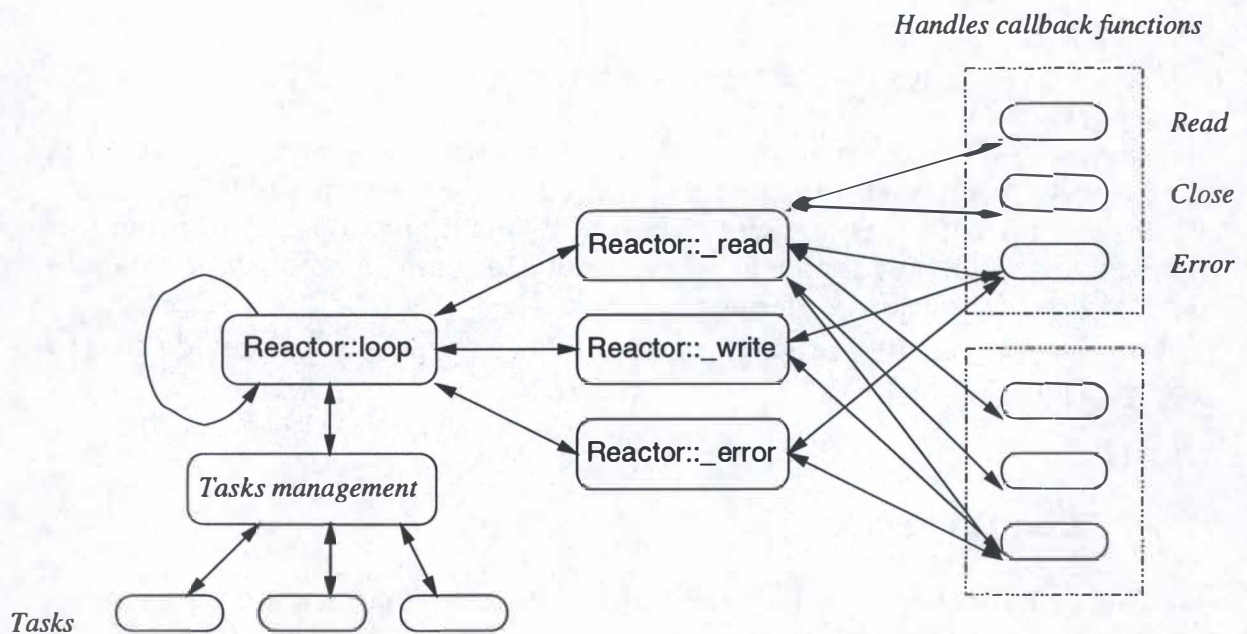 Handles callback functions
Read
Close
Error
Reactor::_read
Reactor::loop
Reactor::_write
Reactor::_error
Tasks management
Tasks